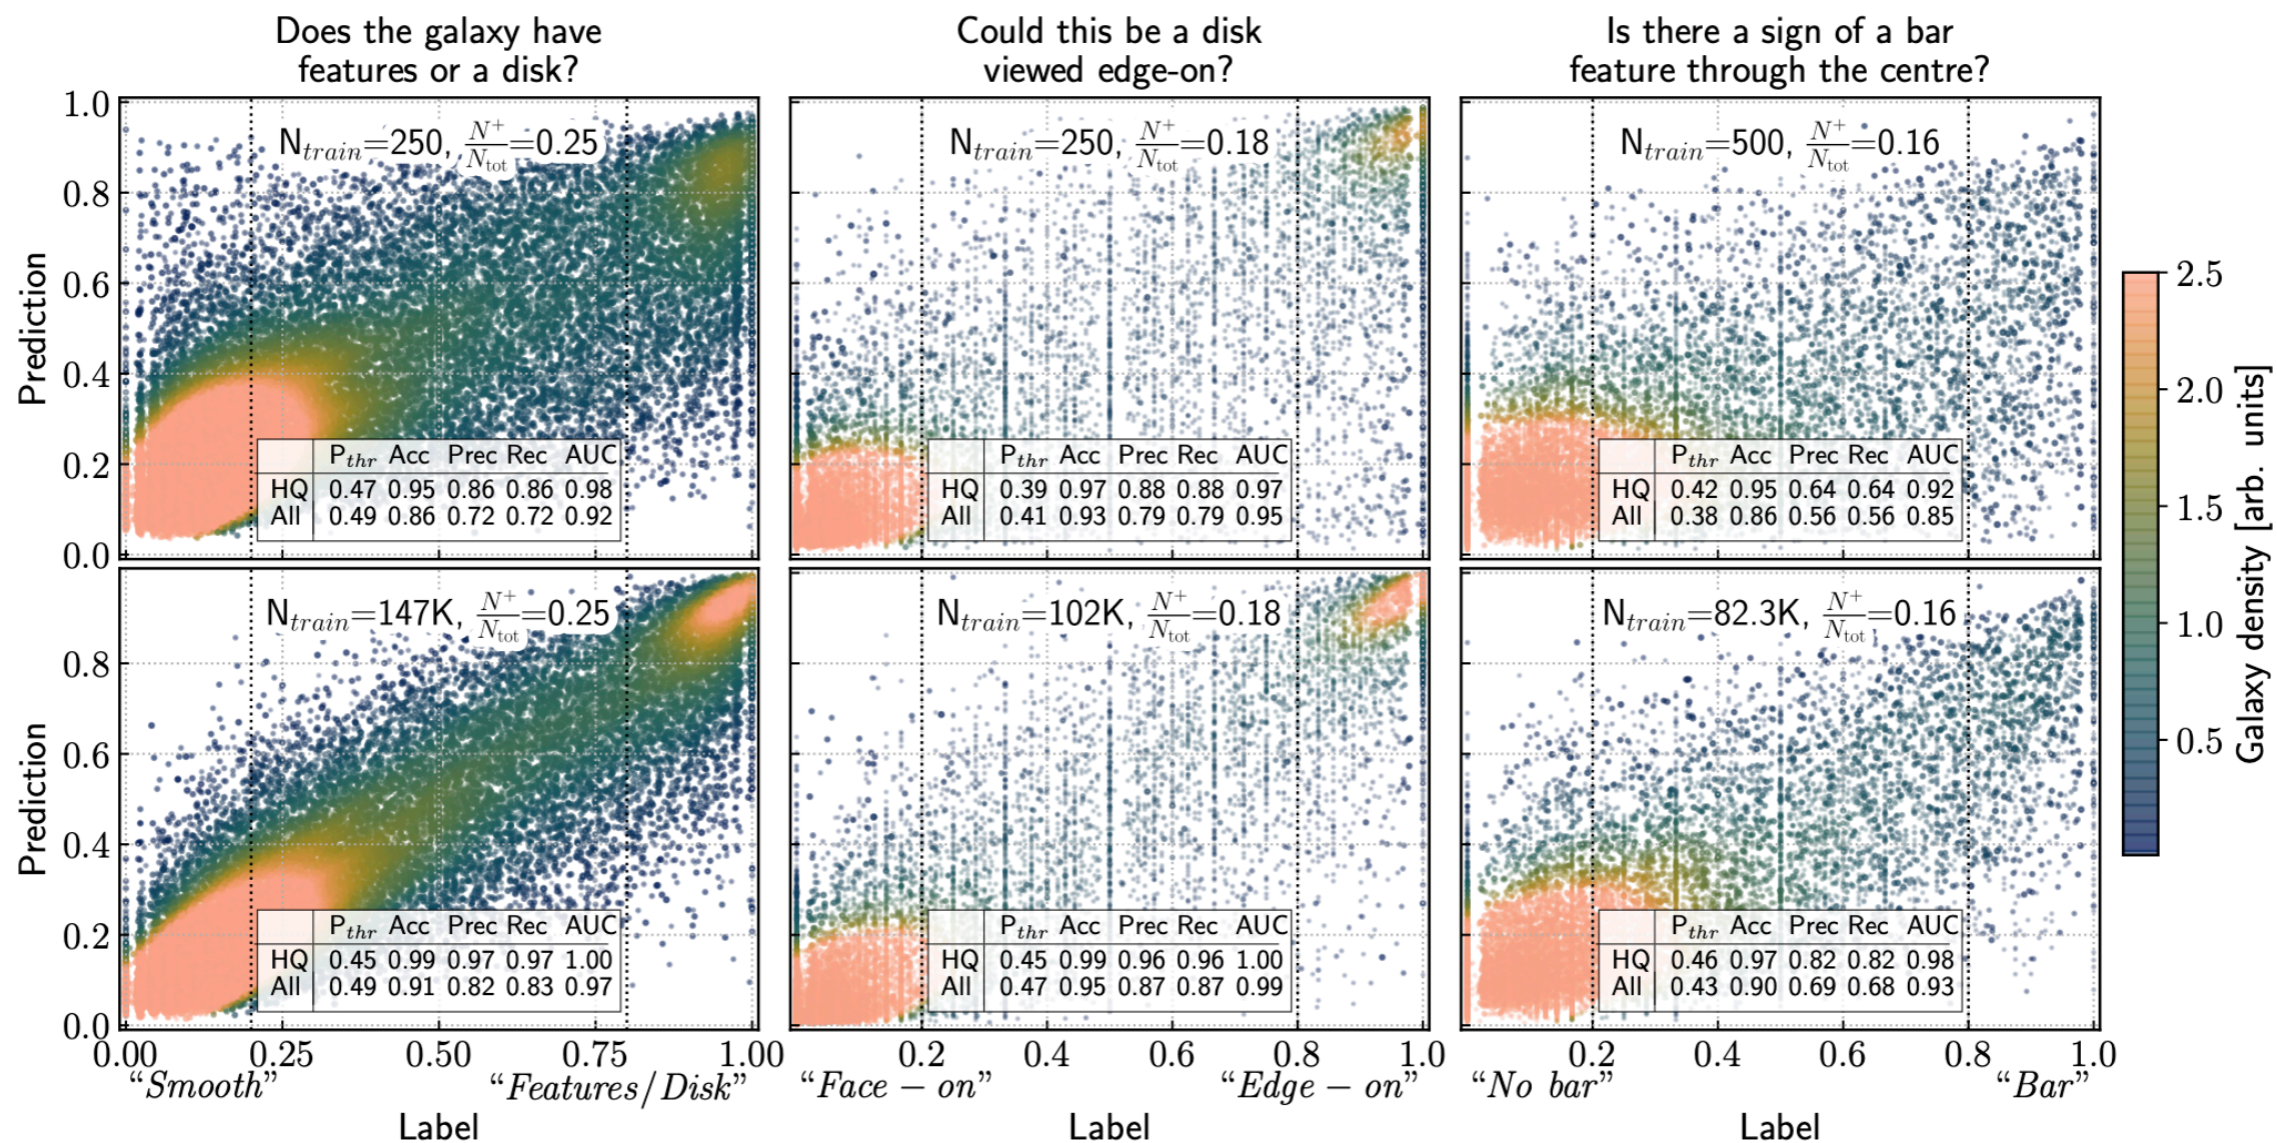 Does the galaxy have
features or a disk?
Could this be a disk
viewed edge-on?
Is there a sign of a bar
feature through the centre?
Prediction
1.0
0.8
0.6
0.4
0.2
0.0
N_train=250, N^+/N_tot=0.25
P_thr Acc Prec Rec AUC
HQ 0.47 0.95 0.86 0.86 0.98
All 0.49 0.86 0.72 0.72 0.92
N_train=250, N^+/N_tot=0.18
P_thr Acc Prec Rec AUC
HQ 0.39 0.97 0.88 0.88 0.97
All 0.41 0.93 0.79 0.79 0.95
N_train=500, N^+/N_tot=0.16
P_thr Acc Prec Rec AUC
HQ 0.42 0.95 0.64 0.64 0.92
All 0.38 0.86 0.56 0.56 0.85
Prediction
0.8
0.6
0.4
0.2
0.0
N_train=147K, N^+/N_tot=0.25
P_thr Acc Prec Rec AUC
HQ 0.45 0.99 0.97 0.97 1.00
All 0.49 0.91 0.82 0.83 0.97
N_train=102K, N^+/N_tot=0.18
P_thr Acc Prec Rec AUC
HQ 0.45 0.99 0.96 0.96 1.00
All 0.47 0.95 0.87 0.87 0.99
N_train=82.3K, N^+/N_tot=0.16
P_thr Acc Prec Rec AUC
HQ 0.46 0.97 0.82 0.82 0.98
All 0.43 0.90 0.69 0.68 0.93
0.00 0.25 0.50 0.75 1.00
“Smooth” “Features/Disk”
Label
0.2 0.4 0.6 0.8 1.0
“Face − on” “Edge − on”
Label
0.2 0.4 0.6 0.8 1.0
“No bar” “Bar”
Label
2.5
2.0
1.5
1.0
0.5
Galaxy density [arb. units]